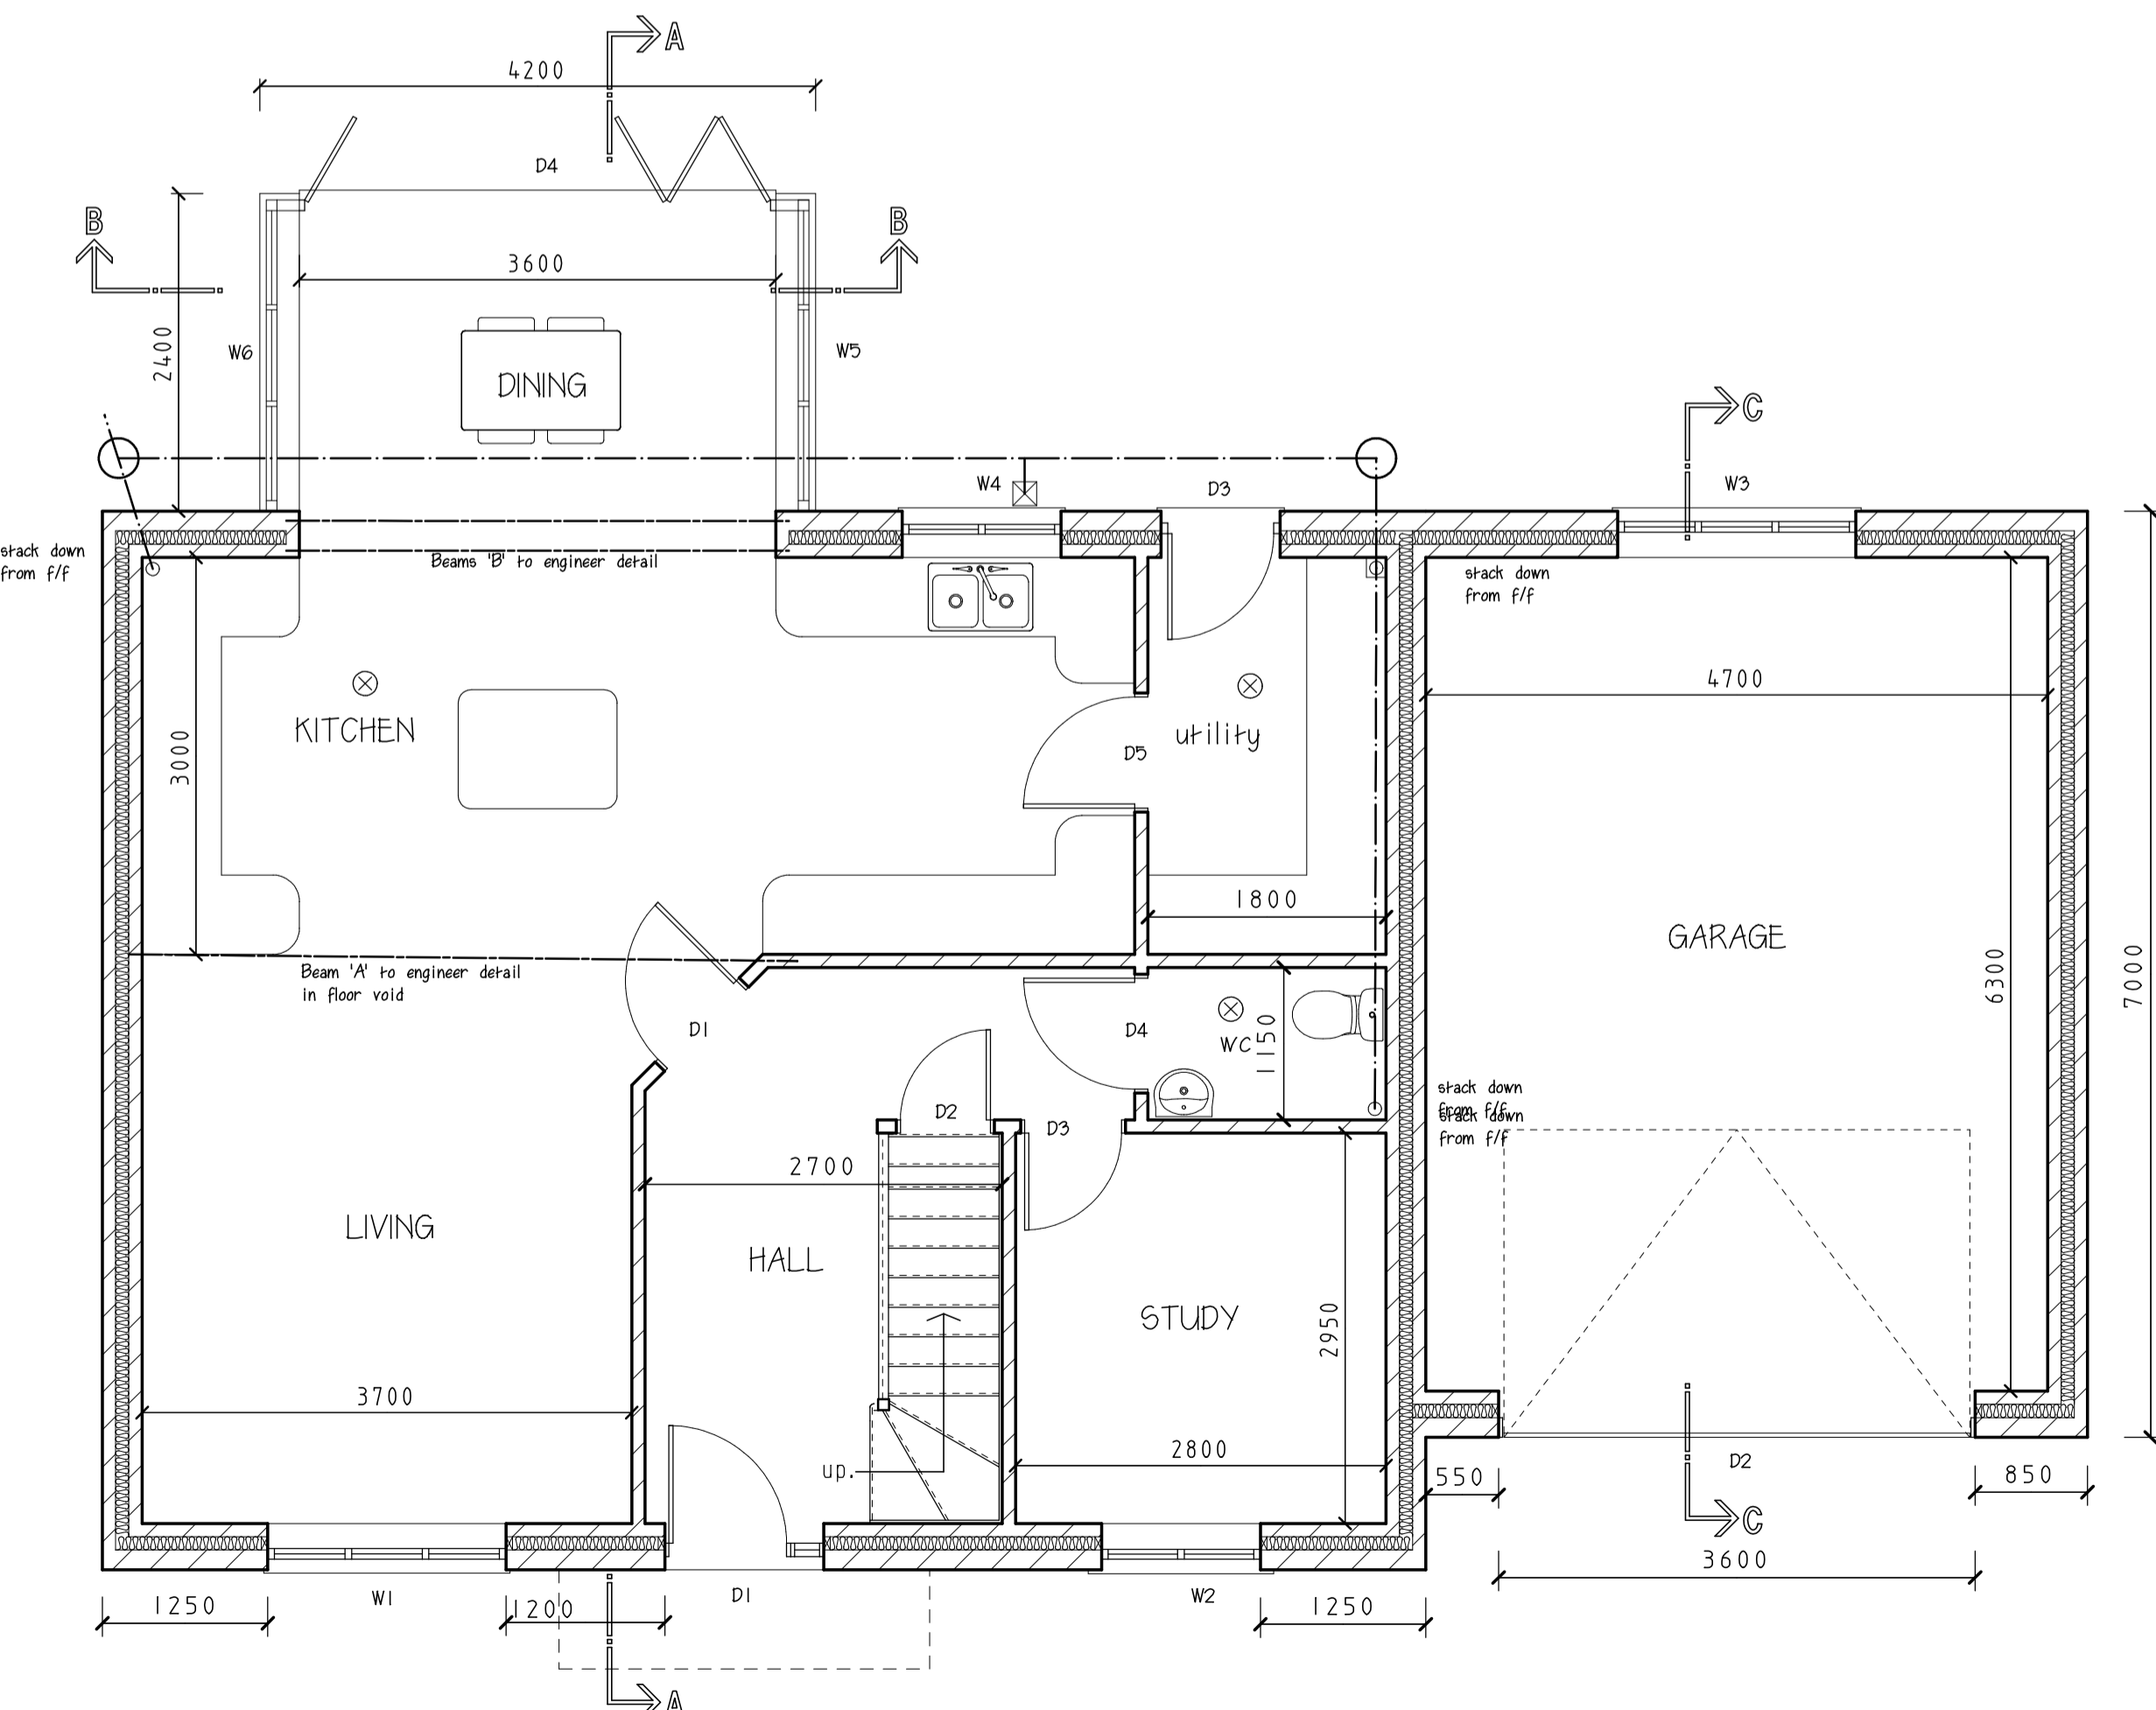 A
4200
D4
B
B
3600
2400
W6
W5
DINING
C
W4
D3
W3
stack down
from f/f
Beams 'B' to engineer detail
stack down
from f/f
4700
KITCHEN
utility
3000
D5
1800
GARAGE
6300
7000
Beam 'A' to engineer detail
in floor void
D1
D4
WC
1150
D2
D3
stack down
from f/f
stack down
from f/f
2700
LIVING
HALL
STUDY
2950
3700
2800
up.
D2
550
850
C
3600
W1
D1
W2
1250
1200
1250
A